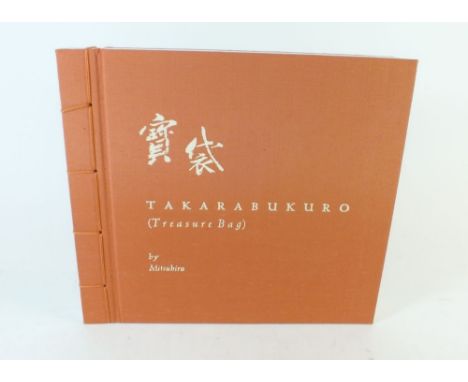 寶袋
TAKARABUKURO
(Treasure Bag)
by
Mitsuhiro